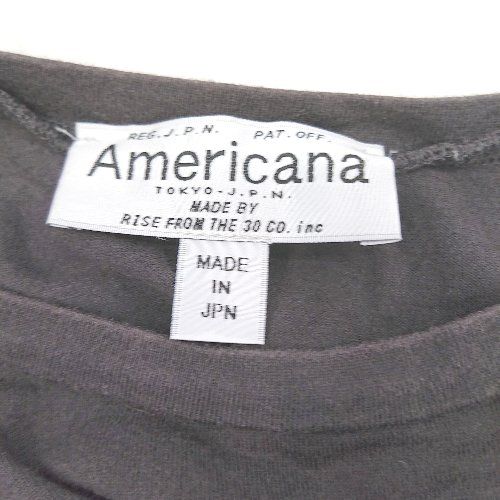 REG. J. P. N. PAT. OFF.
Americana
TOKYO-J.P.N.
MADE BY
RISE FROM THE 30 CO. inc
MADE
IN
JPN